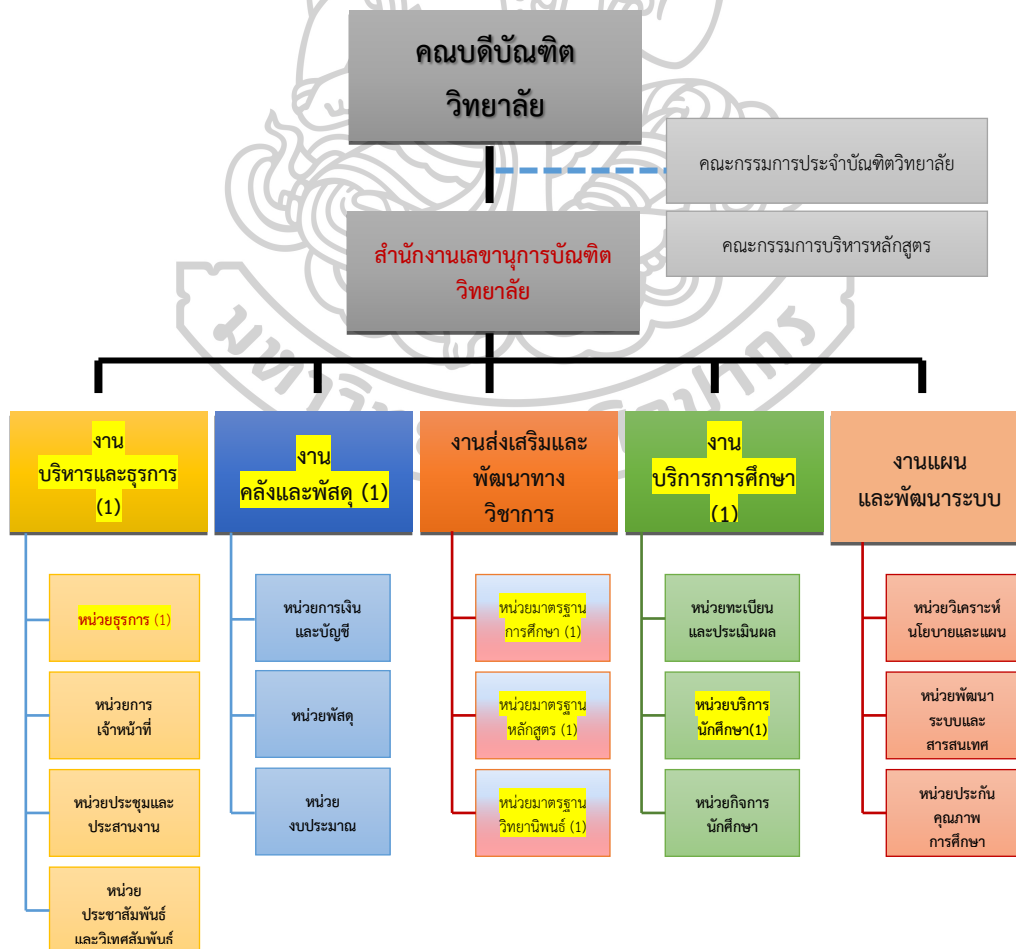 คณบดีบัณฑิต
วิทยาลัย
คณะกรรมการประจำบัณฑิตวิทยาลัย
สำนักงานเลขานุการบัณฑิต
วิทยาลัย
คณะกรรมการบริหารหลักสูตร
งาน
บริหารและธุรการ
(1)
งาน
คลังและพัสดุ (1)
งานส่งเสริมและ
พัฒนาทาง
วิชาการ
งาน
บริการการศึกษา
(1)
งานแผน
และพัฒนาระบบ
หน่วยธุรการ (1)
หน่วยการ
เจ้าหน้าที่
หน่วยประชุมและ
ประสานงาน
หน่วย
ประชาสัมพันธ์
และวิเทศสัมพันธ์
หน่วยการเงิน
และบัญชี
หน่วยพัสดุ
หน่วย
งบประมาณ
หน่วยมาตรฐาน
การศึกษา (1)
หน่วยมาตรฐาน
หลักสูตร (1)
หน่วยมาตรฐาน
วิทยานิพนธ์ (1)
หน่วยทะเบียน
และประเมินผล
หน่วยบริการ
นักศึกษา(1)
หน่วยกิจการ
นักศึกษา
หน่วยวิเคราะห์
นโยบายและแผน
หน่วยพัฒนา
ระบบและ
สารสนเทศ
หน่วยประกัน
คุณภาพ
การศึกษา